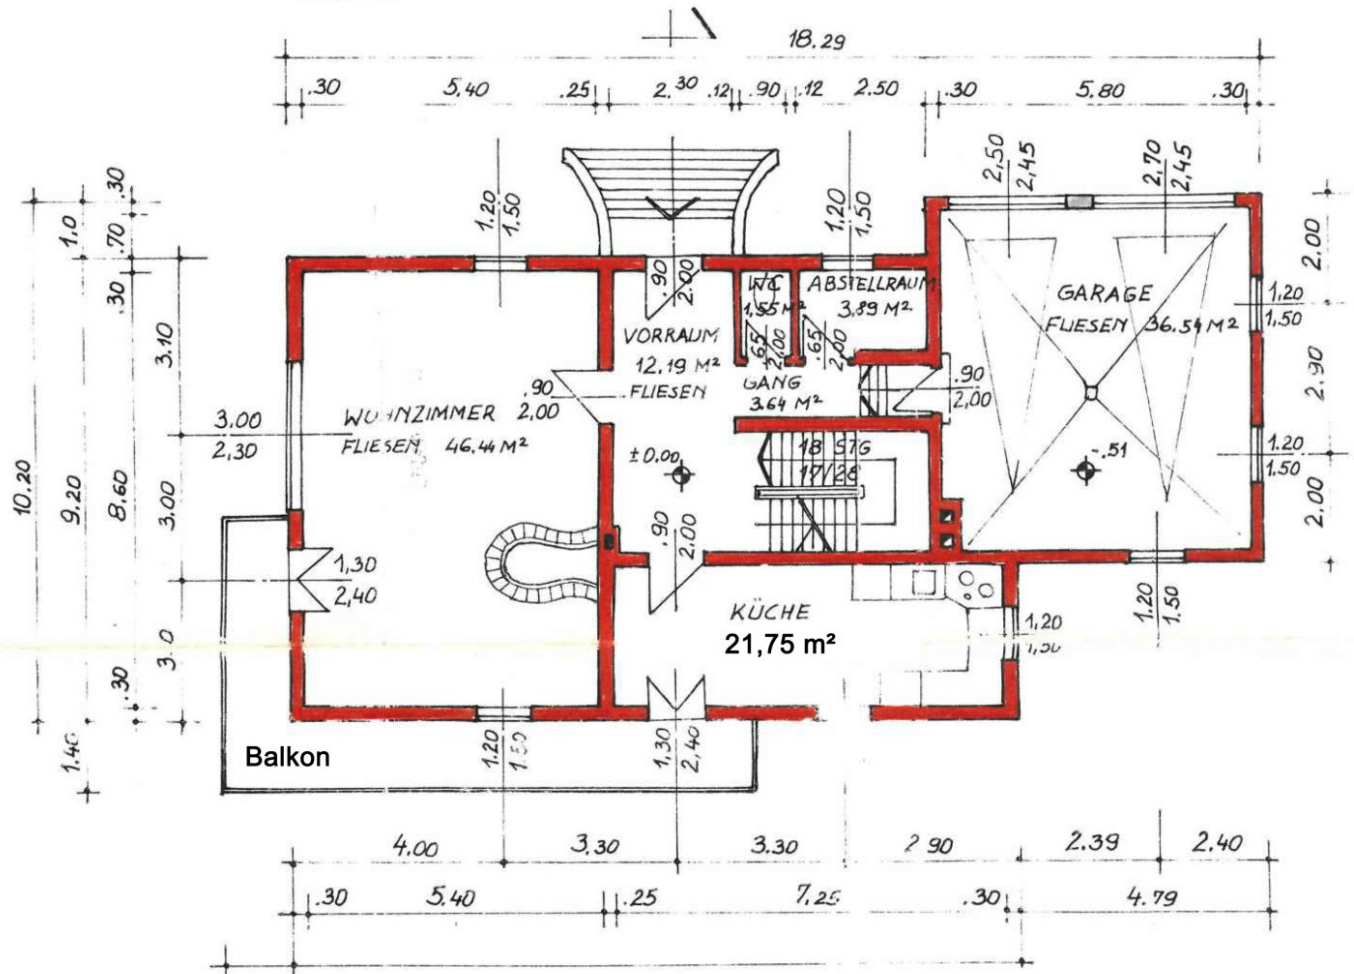 18.29
.30 5.40 .25 2.30 .12 .90 .12 2.50 .30 5.80 .30
10.20
1.0
9.20
1.40
.30
.70
.30
8.60
.30
3.10
3.00
3.0
1.20
1.50
1,20
1,50
2,50
2,45
2,70
2,45
2.00
2.90
2.00
.90
2.00
WC
1,55 M²
.65
2.00
ABSTELLRAUM
3,89 M²
.65
2.00
GARAGE
FLIESEN 36.54 M²
1,20
1,50
1.20
1.50
VORRAUM
12,19 M²
FLIESEN
GANG
3.64 M²
.90
2,00
.90
2,00
3.00
2,30
WOHNZIMMER
FLIESEN 46.44 M²
±0.00
18 STG
17/28
-.51
.90
2.00
1,30
2,40
KÜCHE
21,75 m²
1,20
1.20
1.50
Balkon
1.20
1,30
2,40
4.00 3,30 3.30 2 90 2.39 2.40
.30 5.40 .25 7.25 .30 4.79